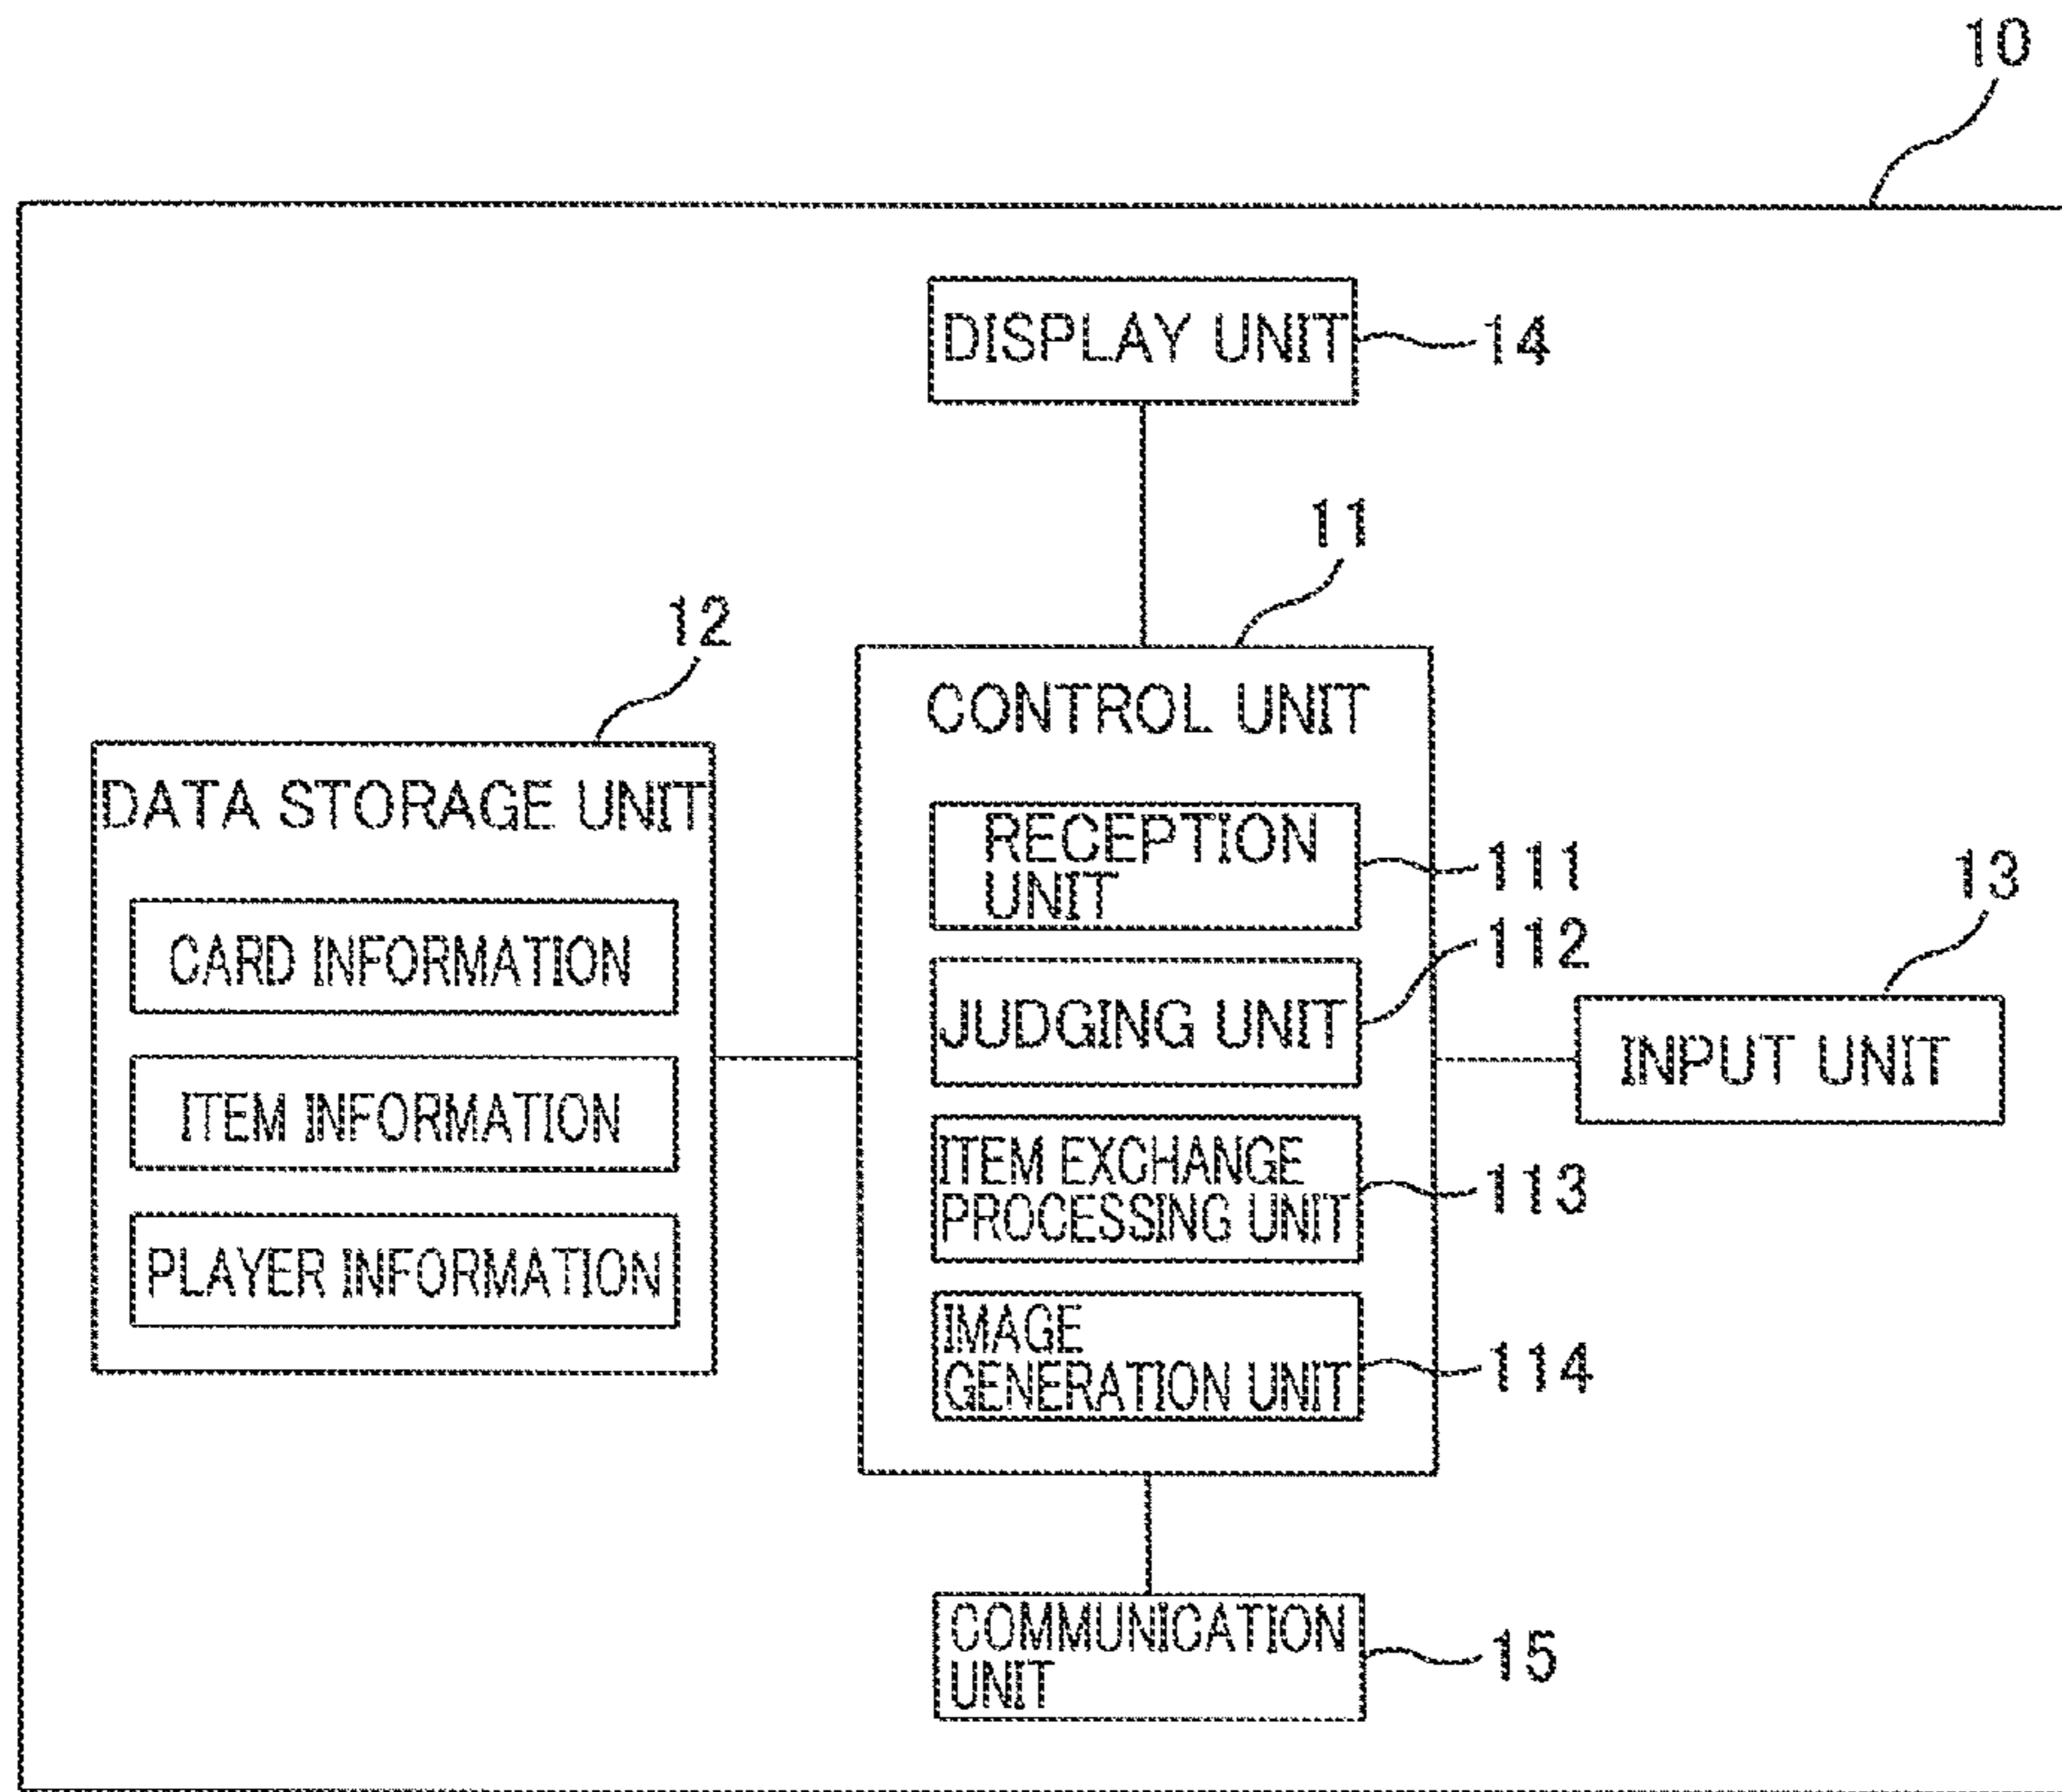 10
DISPLAY UNIT
14
11
12
CONTROL UNIT
DATA STORAGE UNIT
RECEPTION
UNIT
111
13
CARD INFORMATION
112
JUDGING UNIT
INPUT UNIT
ITEM INFORMATION
ITEM EXCHANGE
PROCESSING UNIT
113
PLAYER INFORMATION
IMAGE
GENERATION UNIT
114
COMMUNICATION
UNIT
15